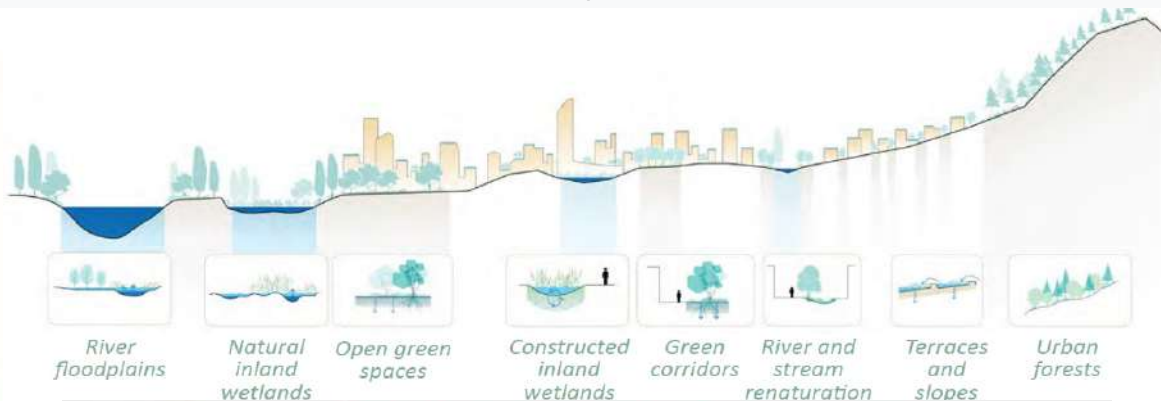 River
floodplains
Natural
inland
wetlands
Open green
spaces
Constructed
inland
wetlands
Green
corridors
River and
stream
renaturation
Terraces
and
slopes
Urban
forests